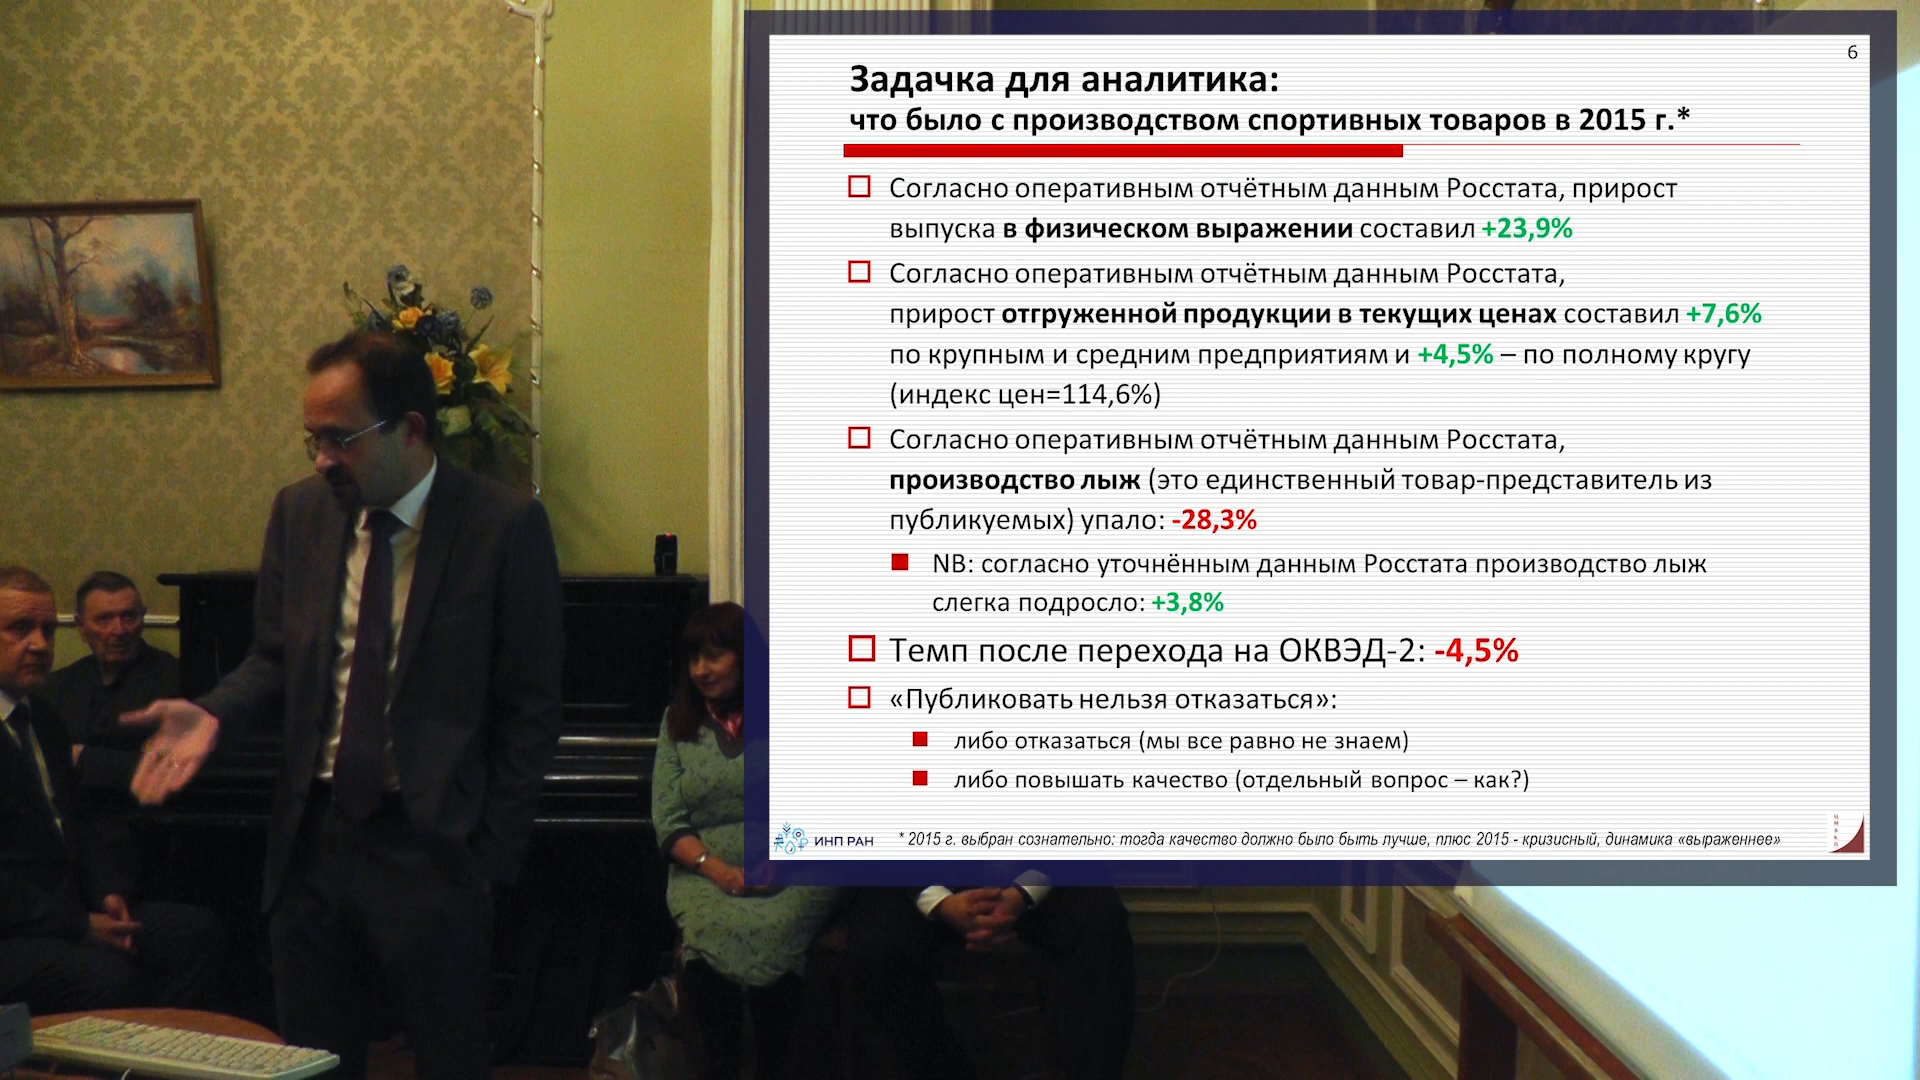 6
Задачка для аналитика:
что было с производством спортивных товаров в 2015 г.*
Согласно оперативным отчётным данным Росстата, прирост
выпуска в физическом выражении составил +23,9%
Согласно оперативным отчётным данным Росстата,
прирост отгруженной продукции в текущих ценах составил +7,6%
по крупным и средним предприятиям и +4,5% – по полному кругу
(индекс цен=114,6%)
Согласно оперативным отчётным данным Росстата,
производство лыж (это единственный товар-представитель из
публикуемых) упало: -28,3%
NB: согласно уточнённым данным Росстата производство лыж
слегка подросло: +3,8%
Темп после перехода на ОКВЭД-2: -4,5%
«Публиковать нельзя отказаться»:
либо отказаться (мы все равно не знаем)
либо повышать качество (отдельный вопрос – как?)
ИНП РАН
* 2015 г. выбран сознательно: тогда качество должно было быть лучше, плюс 2015 - кризисный, динамика «выраженнее»